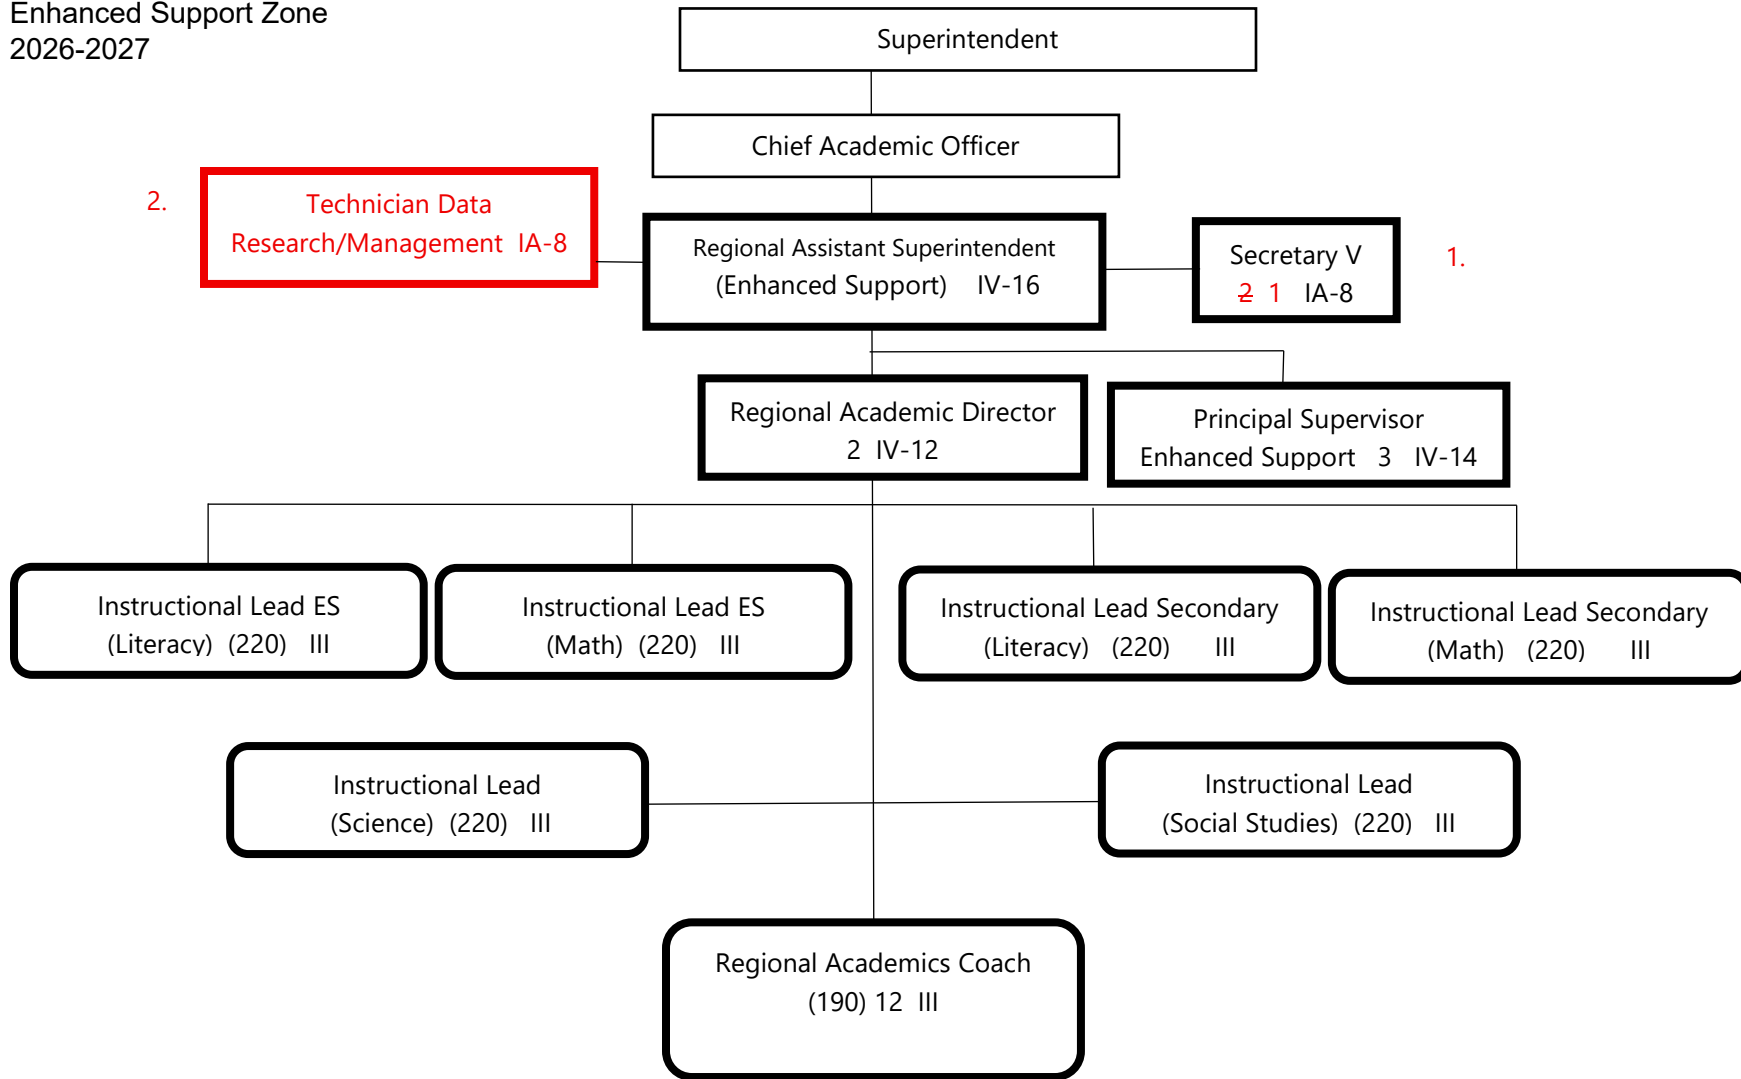 Enhanced Support Zone
2026-2027
Superintendent
Chief Academic Officer
2.
Technician Data
Research/Management IA-8
Regional Assistant Superintendent
(Enhanced Support) IV-16
Secretary V
2 1 IA-8
1.
Regional Academic Director
2 IV-12
Principal Supervisor
Enhanced Support 3 IV-14
Instructional Lead ES
(Literacy) (220) III
Instructional Lead ES
(Math) (220) III
Instructional Lead Secondary
(Literacy) (220) III
Instructional Lead Secondary
(Math) (220) III
Instructional Lead
(Science) (220) III
Instructional Lead
(Social Studies) (220) III
Regional Academics Coach
(190) 12 III